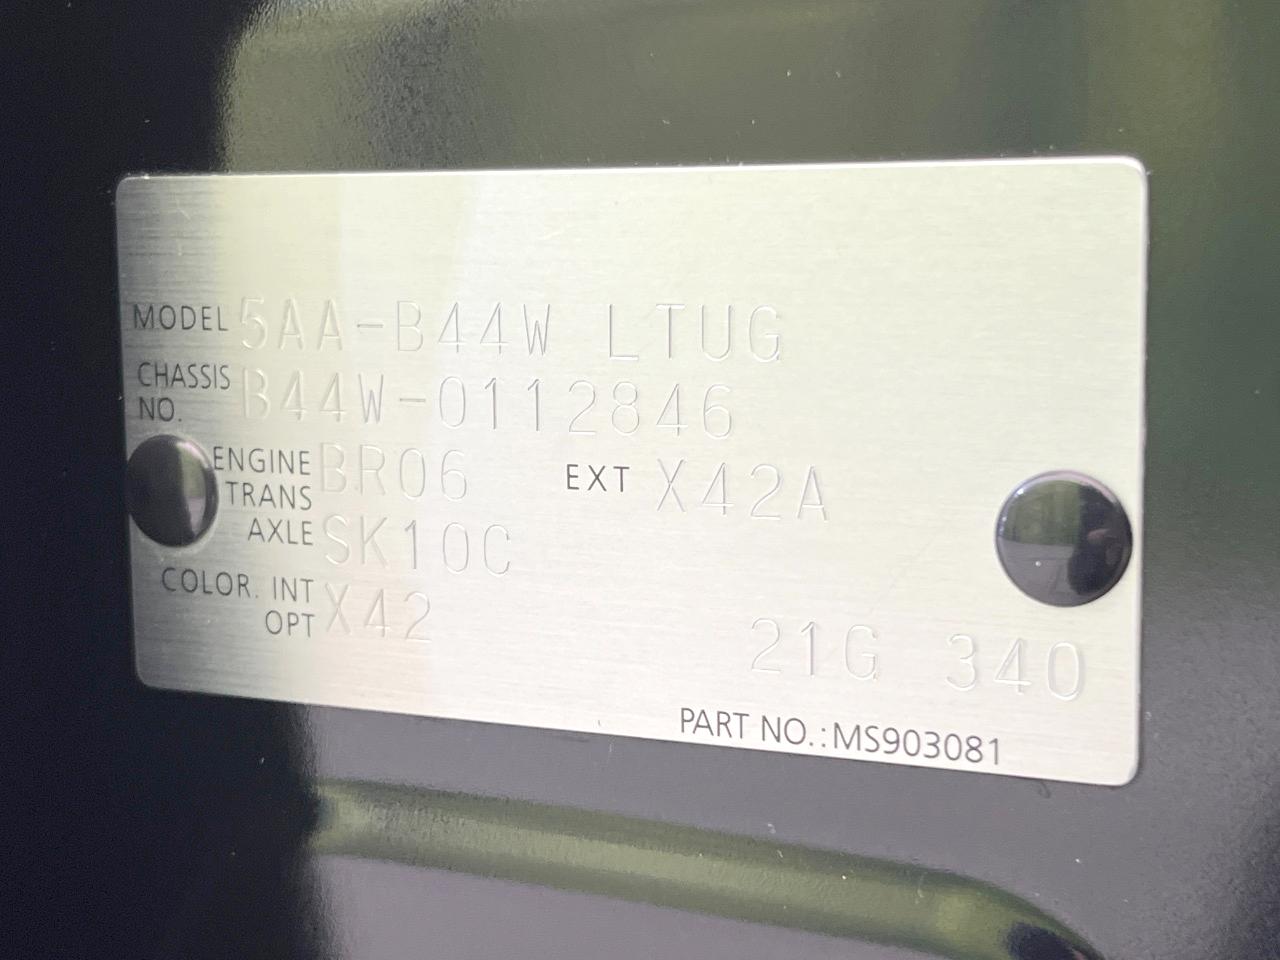 MODEL 5AA-B44W LTUG
CHASSIS NO. B44W-0112846
ENGINE BR06 EXT X42A
TRANS AXLE SK10C
COLOR. INT OPT X42
21G 340
PART NO.:MS903081